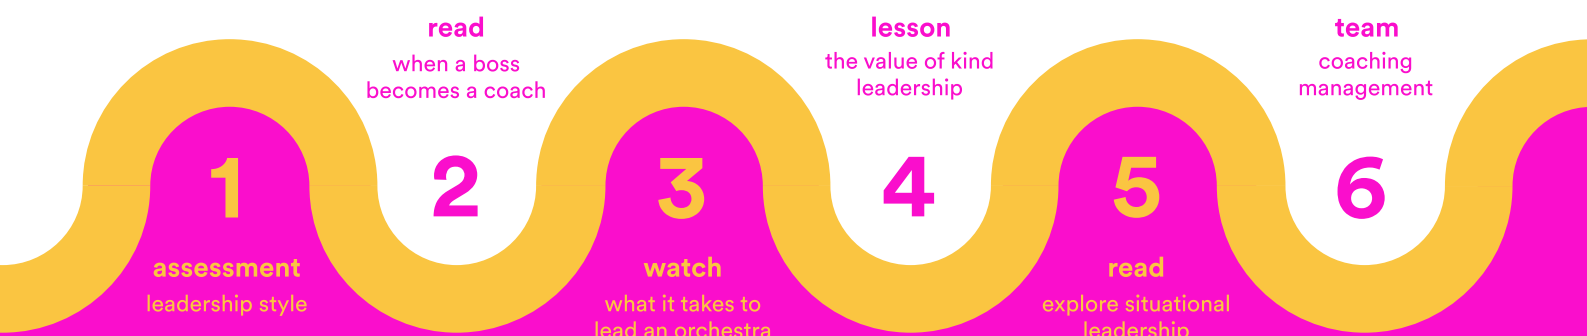 1
assessment
leadership style
read
when a boss
becomes a coach
2
3
watch
what it takes to
lead an orchestra
lesson
the value of kind
leadership
4
5
read
explore situational
leadership
team
coaching
management
6